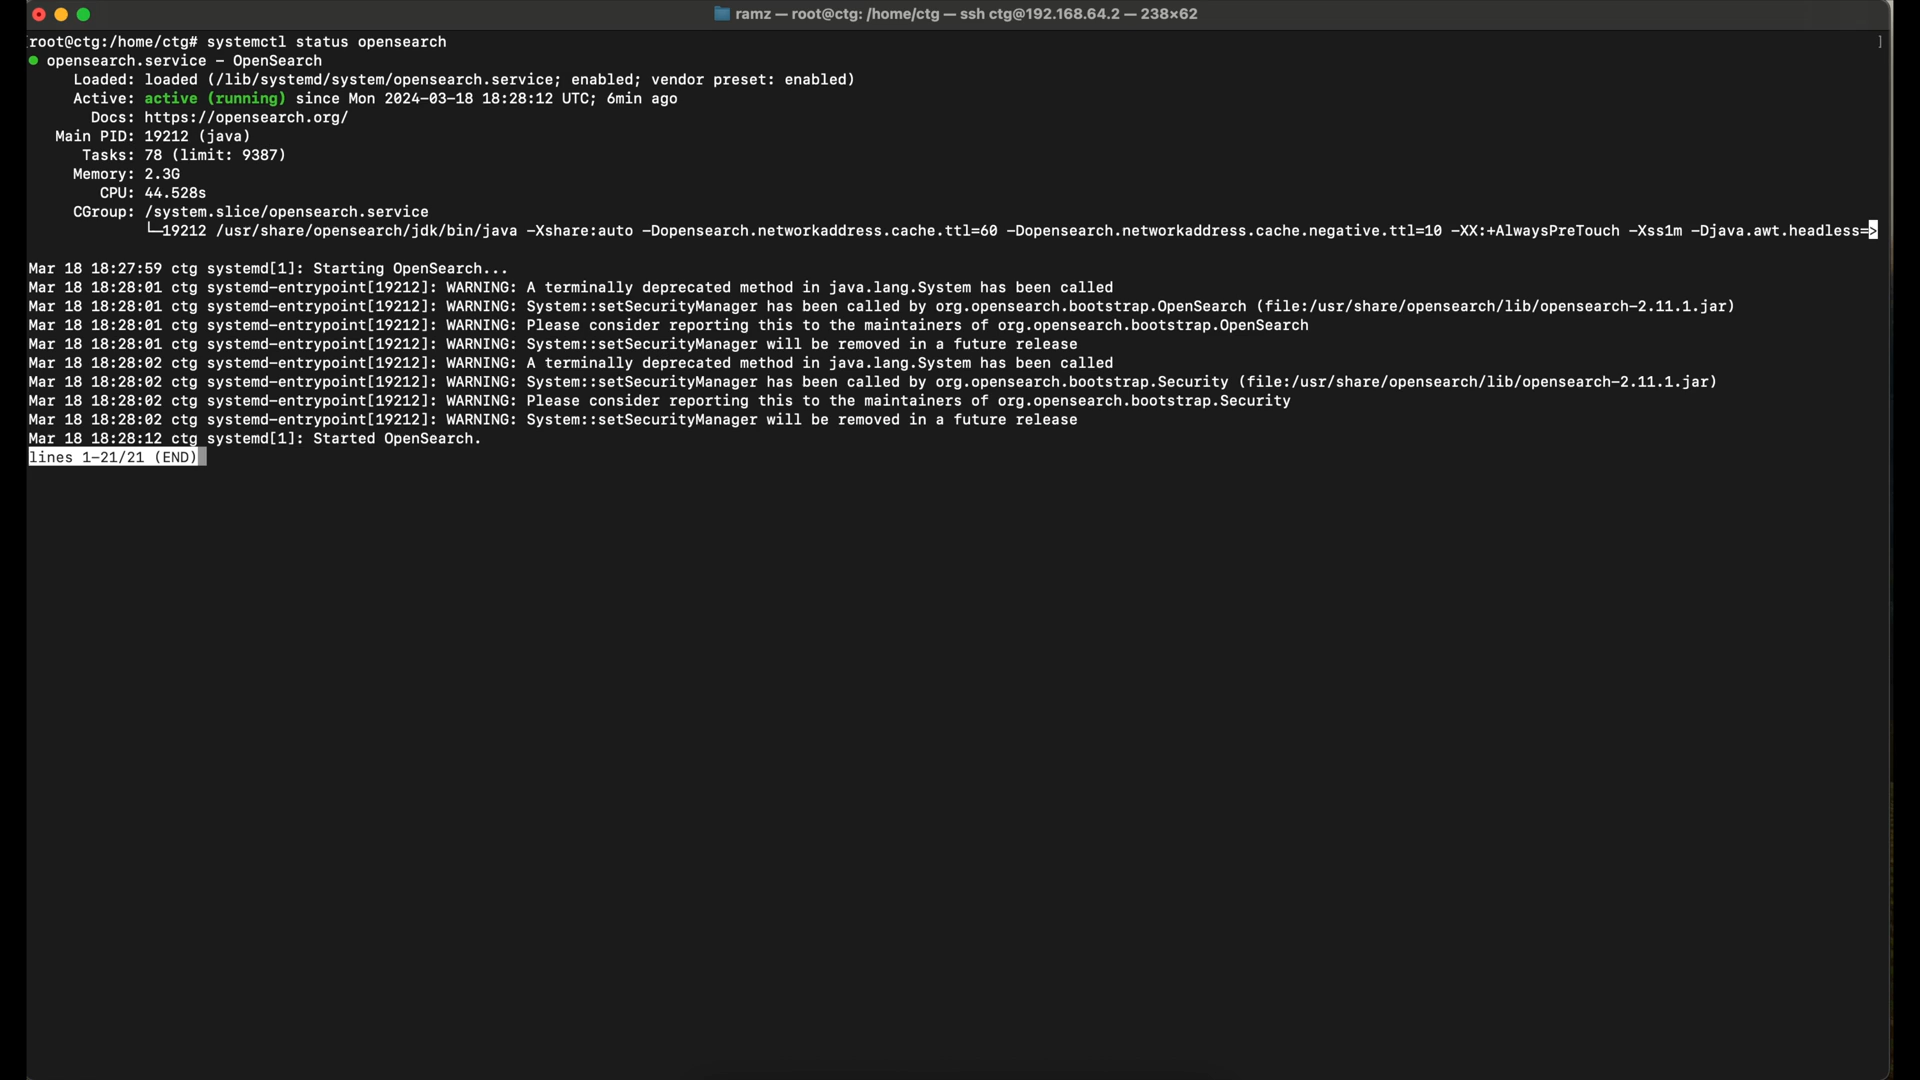 ramz — root@ctg: /home/ctg — ssh ctg@192.168.64.2 — 238×62
[root@ctg:/home/ctg# systemctl status opensearch ]
● opensearch.service - OpenSearch
Loaded: loaded (/lib/systemd/system/opensearch.service; enabled; vendor preset: enabled)
Active: active (running) since Mon 2024-03-18 18:28:12 UTC; 6min ago
Docs: https://opensearch.org/
Main PID: 19212 (java)
Tasks: 78 (limit: 9387)
Memory: 2.3G
CPU: 44.528s
CGroup: /system.slice/opensearch.service
└─19212 /usr/share/opensearch/jdk/bin/java -Xshare:auto -Dopensearch.networkaddress.cache.ttl=60 -Dopensearch.networkaddress.cache.negative.ttl=10 -XX:+AlwaysPreTouch -Xss1m -Djava.awt.headless=>
Mar 18 18:27:59 ctg systemd[1]: Starting OpenSearch...
Mar 18 18:28:01 ctg systemd-entrypoint[19212]: WARNING: A terminally deprecated method in java.lang.System has been called
Mar 18 18:28:01 ctg systemd-entrypoint[19212]: WARNING: System::setSecurityManager has been called by org.opensearch.bootstrap.OpenSearch (file:/usr/share/opensearch/lib/opensearch-2.11.1.jar)
Mar 18 18:28:01 ctg systemd-entrypoint[19212]: WARNING: Please consider reporting this to the maintainers of org.opensearch.bootstrap.OpenSearch
Mar 18 18:28:01 ctg systemd-entrypoint[19212]: WARNING: System::setSecurityManager will be removed in a future release
Mar 18 18:28:02 ctg systemd-entrypoint[19212]: WARNING: A terminally deprecated method in java.lang.System has been called
Mar 18 18:28:02 ctg systemd-entrypoint[19212]: WARNING: System::setSecurityManager has been called by org.opensearch.bootstrap.Security (file:/usr/share/opensearch/lib/opensearch-2.11.1.jar)
Mar 18 18:28:02 ctg systemd-entrypoint[19212]: WARNING: Please consider reporting this to the maintainers of org.opensearch.bootstrap.Security
Mar 18 18:28:02 ctg systemd-entrypoint[19212]: WARNING: System::setSecurityManager will be removed in a future release
Mar 18 18:28:12 ctg systemd[1]: Started OpenSearch.
lines 1-21/21 (END)